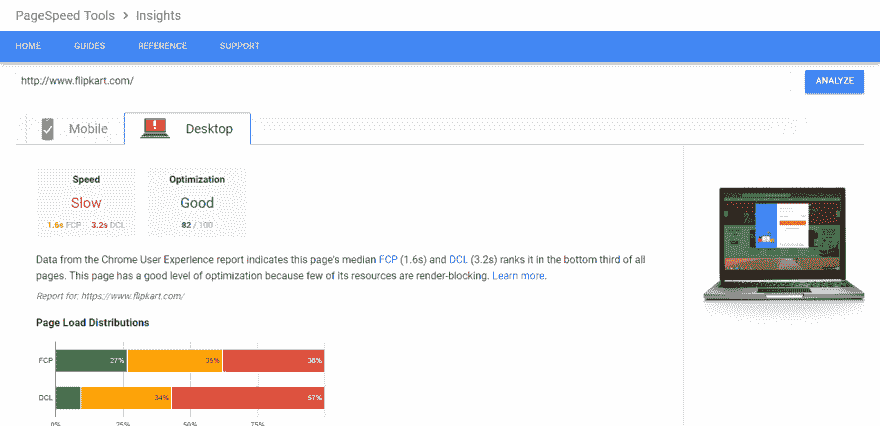 PageSpeed Tools > Insights
HOME GUIDES REFERENCE SUPPORT
http://www.flipkart.com/ ANALYZE
Mobile Desktop
Speed Optimization
Slow Good
1.6s FCP 3.2s DCL 82 / 100
Data from the Chrome User Experience report indicates this page's median FCP (1.6s) and DCL (3.2s) ranks it in the bottom third of all
pages. This page has a good level of optimization because few of its resources are render-blocking. Learn more.
Report for: https://www.flipkart.com/
Page Load Distributions
FCP 27% 35% 38%
DCL 34% 57%
0% 25% 50% 75%